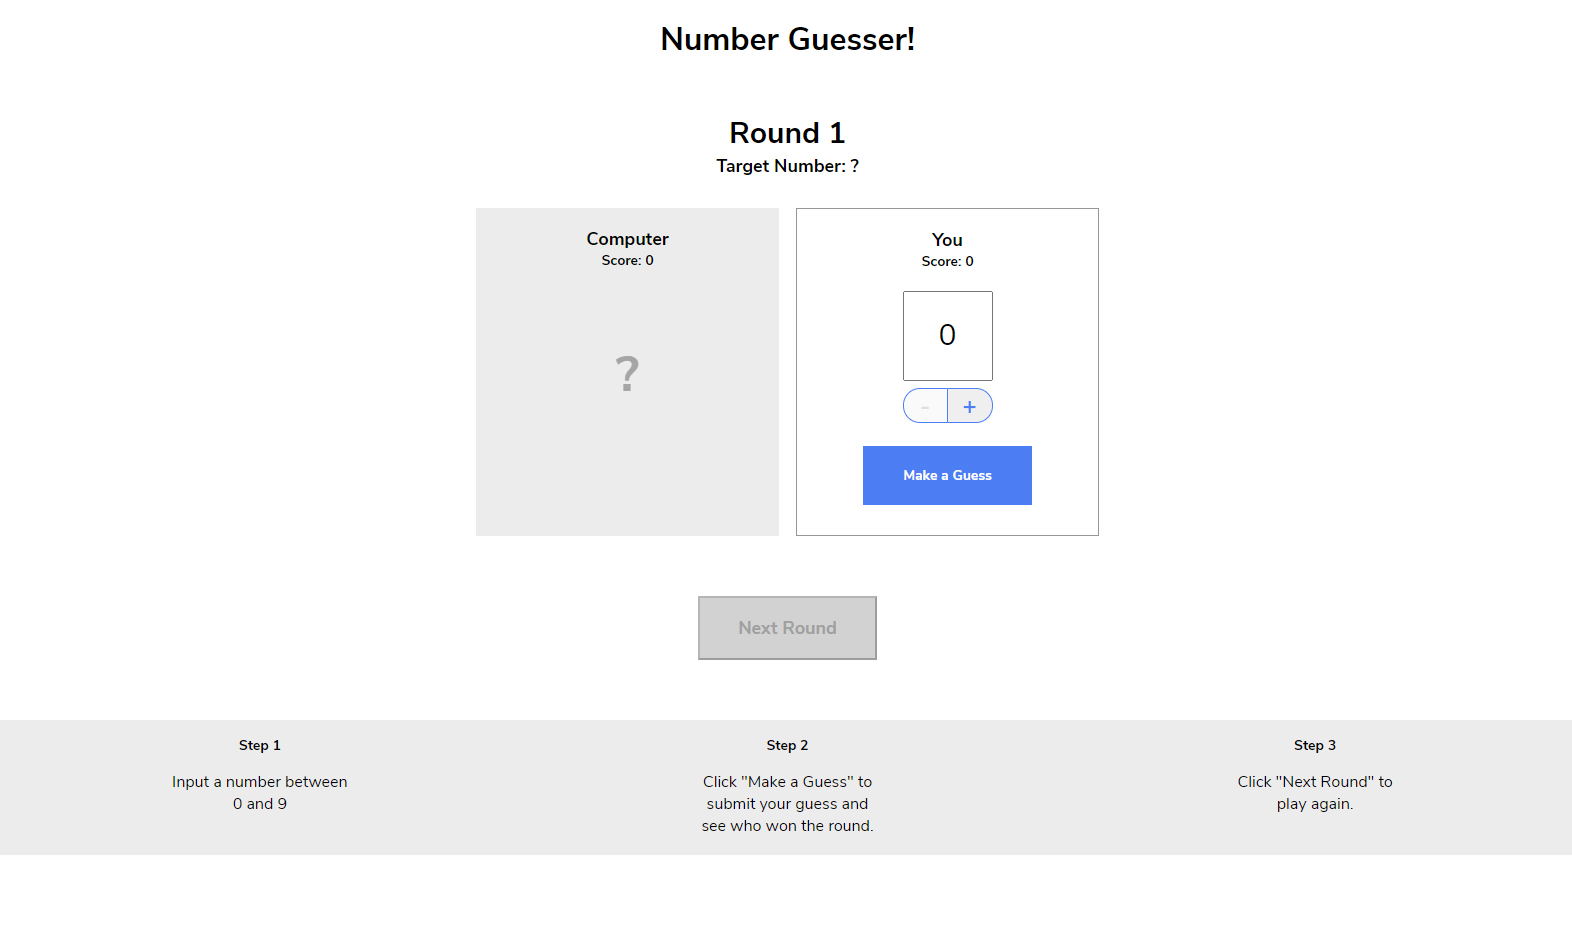 Number Guesser!
Round 1
Target Number: ?
Computer
Score: 0
?
You
Score: 0
0
- +
Make a Guess
Next Round
Step 1
Input a number between
0 and 9
Step 2
Click "Make a Guess" to
submit your guess and
see who won the round.
Step 3
Click "Next Round" to
play again.